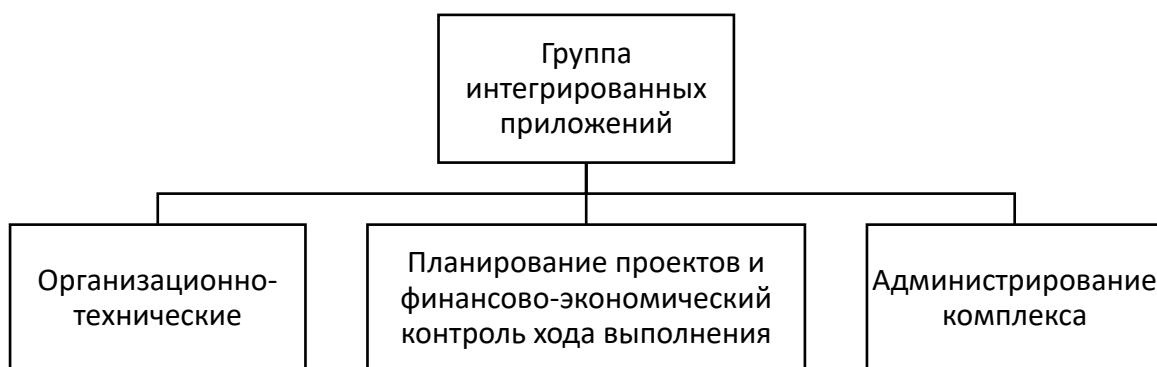 Группа
интегрированных
приложений
Организационно-
технические
Планирование проектов и
финансово-экономический
контроль хода выполнения
Администрирование
комплекса